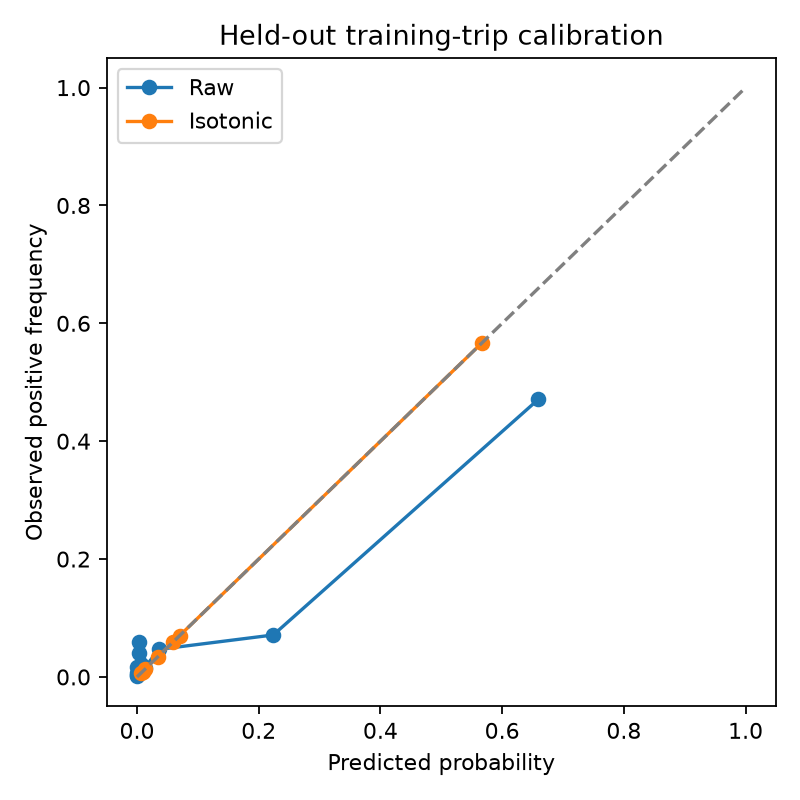 Held-out training-trip calibration
Raw
Isotonic
Observed positive frequency
1.0
0.8
0.6
0.4
0.2
0.0
0.0 0.2 0.4 0.6 0.8 1.0
Predicted probability